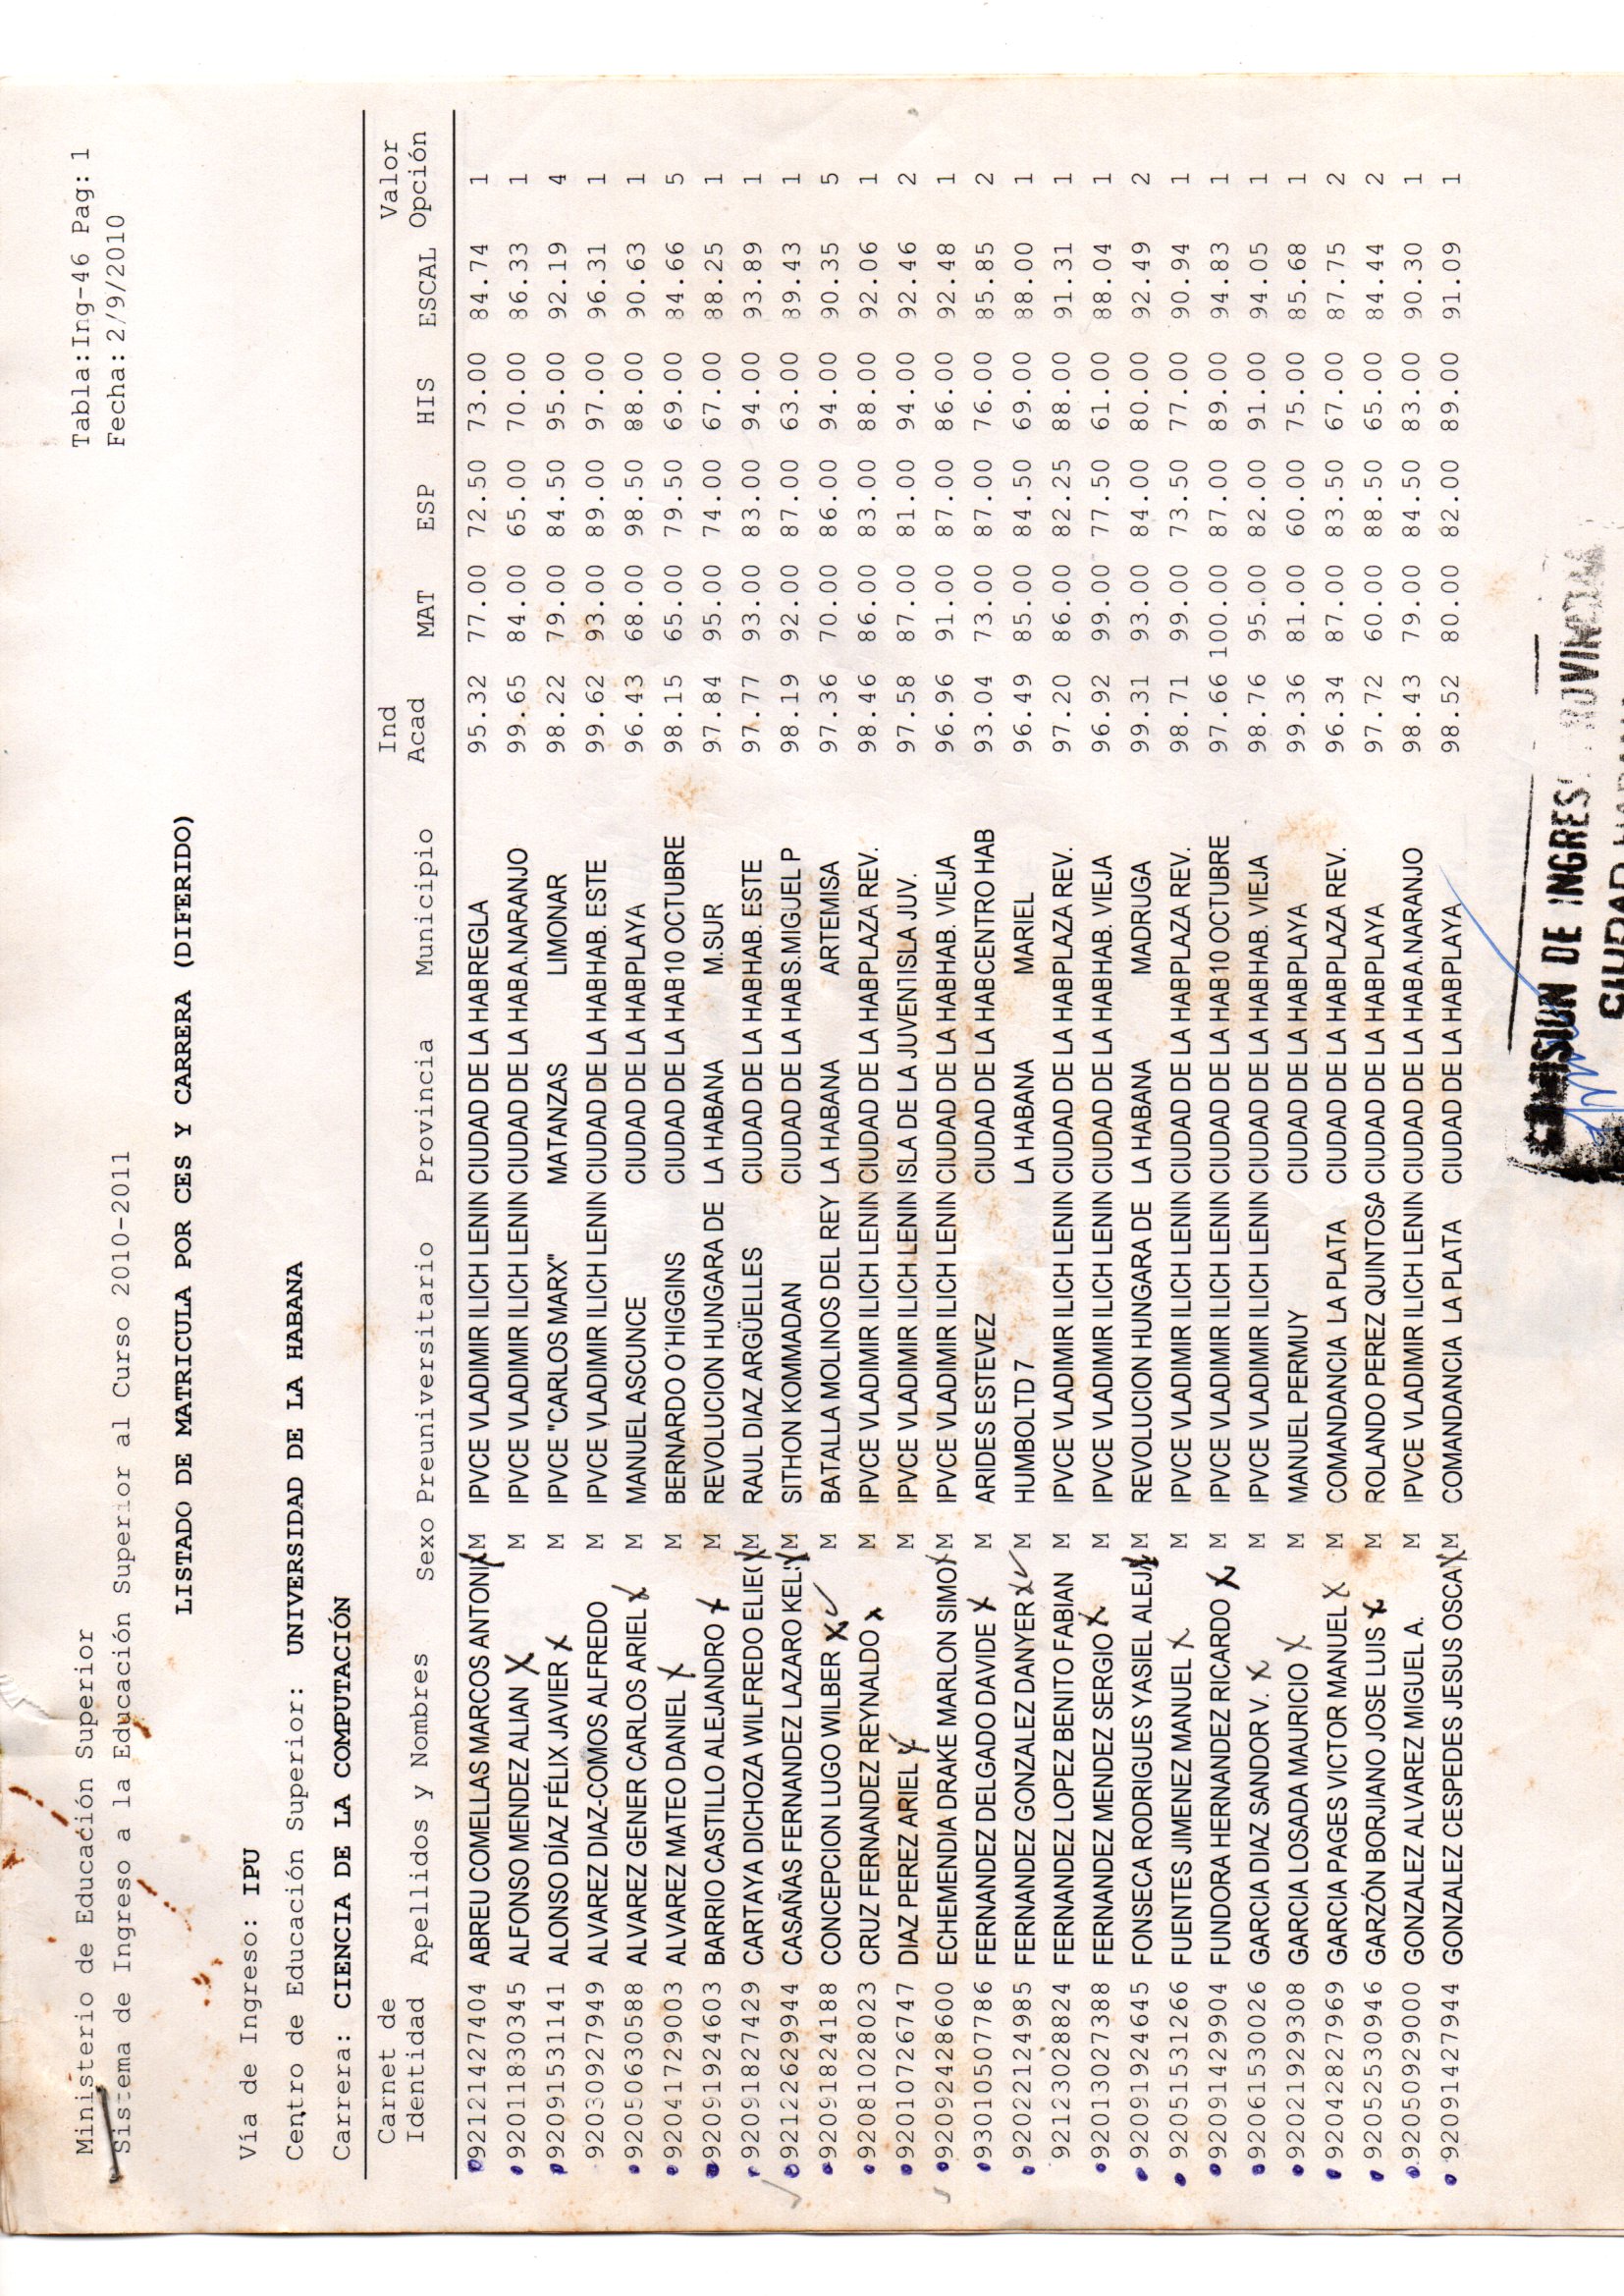 Ministerio de Educación Superior
Tabla:Ing-46 Pag: 1
Sistema de Ingreso a la Educación Superior al Curso 2010-2011
Fecha: 2/9/2010
LISTADO DE MATRICULA POR CES Y CARRERA (DIFERIDO)
Vía de Ingreso: IPU
Centro de Educación Superior: UNIVERSIDAD DE LA HABANA
Carrera: CIENCIA DE LA COMPUTACIÓN
Carnet de Identidad Apellidos y Nombres Sexo Preuniversitario Provincia Municipio Ind Acad MAT ESP HIS ESCAL Valor Opción
92121427404 ABREU COMELLAS MARCOS ANTONI M IPVCE VLADIMIR ILICH LENIN CIUDAD DE LA HAB REGLA 95.32 77.00 72.50 73.00 84.74 1
92011830345 ALFONSO MENDEZ ALIAN X M IPVCE VLADIMIR ILICH LENIN CIUDAD DE LA HAB A.NARANJO 99.65 84.00 65.00 70.00 86.33 1
92091531141 ALONSO DÍAZ FÉLIX JAVIER x M IPVCE "CARLOS MARX" MATANZAS LIMONAR 98.22 79.00 84.50 95.00 92.19 4
92030927949 ALVAREZ DIAZ-COMOS ALFREDO M IPVCE VLADIMIR ILICH LENIN CIUDAD DE LA HAB HAB. ESTE 99.62 93.00 89.00 97.00 96.31 1
92050630588 ALVAREZ GENER CARLOS ARIEL x M MANUEL ASCUNCE CIUDAD DE LA HAB PLAYA 96.43 68.00 98.50 88.00 90.63 1
92041729003 ALVAREZ MATEO DANIEL x M BERNARDO O´HIGGINS CIUDAD DE LA HAB 10 OCTUBRE 98.15 65.00 79.50 69.00 84.66 5
92091924603 BARRIO CASTILLO ALEJANDRO x M REVOLUCION HUNGARA DE LA HABANA M.SUR 97.84 95.00 74.00 67.00 88.25 1
92091827429 CARTAYA DICHOZA WILFREDO ELIE x M RAUL DIAZ ARGÜELLES CIUDAD DE LA HAB HAB. ESTE 97.77 93.00 83.00 94.00 93.89 1
92122629944 CASAÑAS FERNANDEZ LAZARO KEL x M SITHON KOMMADAN CIUDAD DE LA HAB S.MIGUEL P 98.19 92.00 87.00 63.00 89.43 1
92091824188 CONCEPCION LUGO WILBER x ✓ M BATALLA MOLINOS DEL REY LA HABANA ARTEMISA 97.36 70.00 86.00 94.00 90.35 5
92081028023 CRUZ FERNANDEZ REYNALDO x M IPVCE VLADIMIR ILICH LENIN CIUDAD DE LA HAB PLAZA REV. 98.46 86.00 83.00 88.00 92.06 1
92010726747 DIAZ PEREZ ARIEL x M IPVCE VLADIMIR ILICH LENIN ISLA DE LA JUVENT ISLA JUV. 97.58 87.00 81.00 94.00 92.46 2
92092428600 ECHEMENDIA DRAKE MARLON SIMO x M IPVCE VLADIMIR ILICH LENIN CIUDAD DE LA HAB HAB. VIEJA 96.96 91.00 87.00 86.00 92.48 1
93010507786 FERNANDEZ DELGADO DAVIDE x M ARIDES ESTEVEZ CIUDAD DE LA HAB CENTRO HAB 93.04 73.00 87.00 76.00 85.85 2
92022124985 FERNANDEZ GONZALEZ DANYER x ✓ M HUMBOLTD 7 LA HABANA MARIEL 96.49 85.00 84.50 69.00 88.00 1
92123028824 FERNANDEZ LOPEZ BENITO FABIAN M IPVCE VLADIMIR ILICH LENIN CIUDAD DE LA HAB PLAZA REV. 97.20 86.00 82.25 88.00 91.31 1
92013027388 FERNANDEZ MENDEZ SERGIO x M IPVCE VLADIMIR ILICH LENIN CIUDAD DE LA HAB HAB. VIEJA 96.92 99.00 77.50 61.00 88.04 1
92091924645 FONSECA RODRIGUES YASIEL ALEJ x M REVOLUCION HUNGARA DE LA HABANA MADRUGA 99.31 93.00 84.00 80.00 92.49 2
92051531266 FUENTES JIMENEZ MANUEL x M IPVCE VLADIMIR ILICH LENIN CIUDAD DE LA HAB PLAZA REV. 98.71 99.00 73.50 77.00 90.94 1
92091429904 FUNDORA HERNANDEZ RICARDO x M IPVCE VLADIMIR ILICH LENIN CIUDAD DE LA HAB 10 OCTUBRE 97.66 100.00 87.00 89.00 94.83 1
92061530026 GARCIA DIAZ SANDOR V. x M IPVCE VLADIMIR ILICH LENIN CIUDAD DE LA HAB HAB. VIEJA 98.76 95.00 82.00 91.00 94.05 1
92021929308 GARCIA LOSADA MAURICIO x M MANUEL PERMUY CIUDAD DE LA HAB PLAYA 99.36 81.00 60.00 75.00 85.68 1
92042827969 GARCIA PAGES VICTOR MANUEL x M COMANDANCIA LA PLATA CIUDAD DE LA HAB PLAZA REV. 96.34 87.00 83.50 67.00 87.75 2
92052530946 GARZÓN BORJIANO JOSE LUIS x M ROLANDO PEREZ QUINTOSA CIUDAD DE LA HAB PLAYA 97.72 60.00 88.50 65.00 84.44 2
92050929000 GONZALEZ ALVAREZ MIGUEL A. M IPVCE VLADIMIR ILICH LENIN CIUDAD DE LA HAB A.NARANJO 98.43 79.00 84.50 83.00 90.30 1
92091427944 GONZALEZ CESPEDES JESUS OSCA x M COMANDANCIA LA PLATA CIUDAD DE LA HAB PLAYA 98.52 80.00 82.00 89.00 91.09 1
COMISION DE INGRES
CIUDAD HABANA